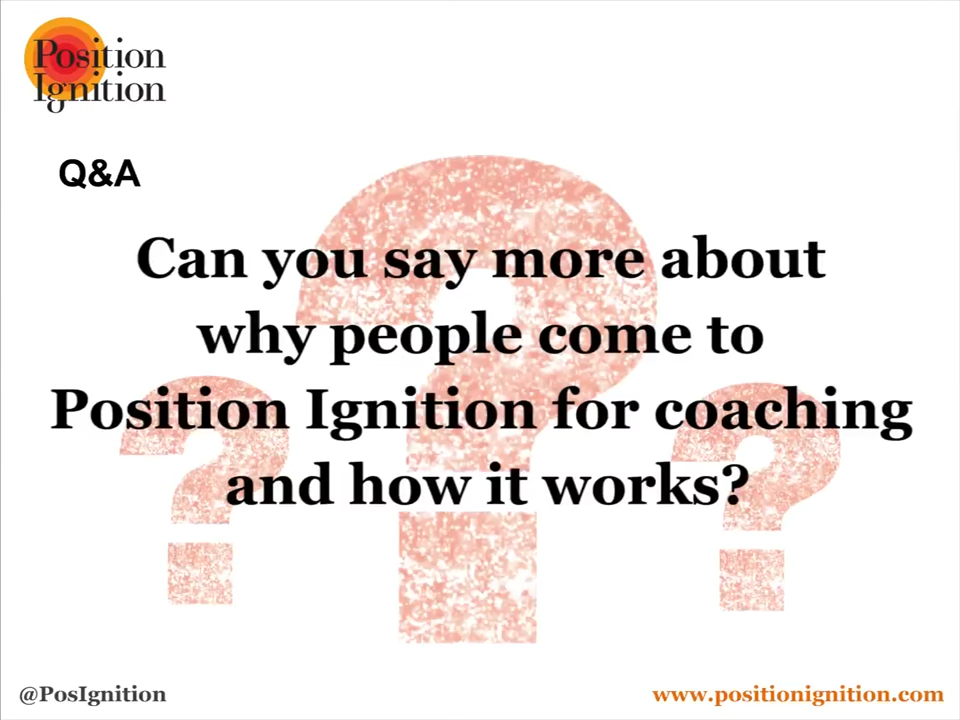 Position
Ignition
Q&A
Can you say more about
why people come to
Position Ignition for coaching
and how it works?
@PosIgnition
www.positionignition.com